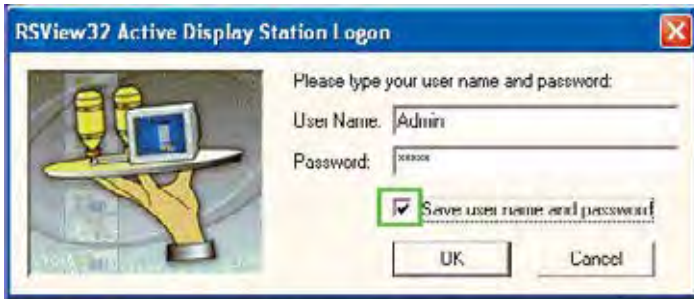 RSView32 Active Display Station Logon
Please type your user name and password:
User Name: Admin
Password: *****
Save user name and password
OK
Cancel